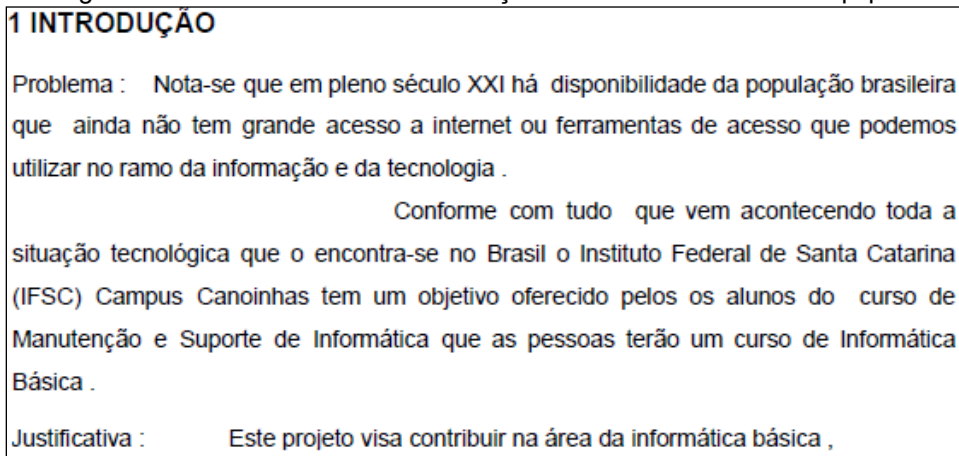 1 INTRODUÇÃO
Problema : Nota-se que em pleno século XXI há disponibilidade da população brasileira
que ainda não tem grande acesso a internet ou ferramentas de acesso que podemos
utilizar no ramo da informação e da tecnologia .
Conforme com tudo que vem acontecendo toda a
situação tecnológica que o encontra-se no Brasil o Instituto Federal de Santa Catarina
(IFSC) Campus Canoinhas tem um objetivo oferecido pelos os alunos do curso de
Manutenção e Suporte de Informática que as pessoas terão um curso de Informática
Básica .
Justificativa : Este projeto visa contribuir na área da informática básica ,